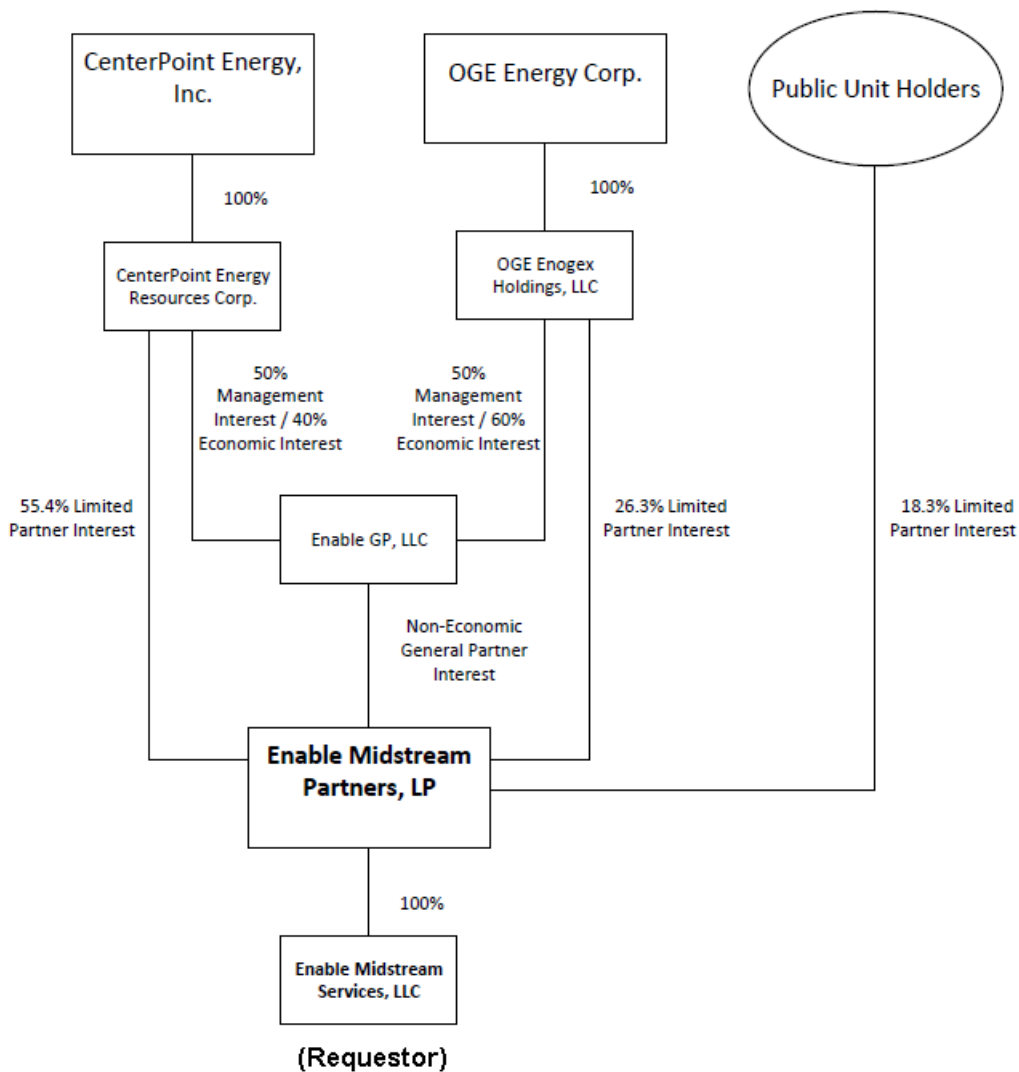 CenterPoint Energy,
Inc.
OGE Energy Corp.
Public Unit Holders
100%
100%
CenterPoint Energy
Resources Corp.
OGE Enogex
Holdings, LLC
50%
Management
Interest / 40%
Economic Interest
50%
Management
Interest / 60%
Economic Interest
55.4% Limited
Partner Interest
Enable GP, LLC
26.3% Limited
Partner Interest
18.3% Limited
Partner Interest
Non-Economic
General Partner
Interest
Enable Midstream
Partners, LP
100%
Enable Midstream
Services, LLC
(Requestor)